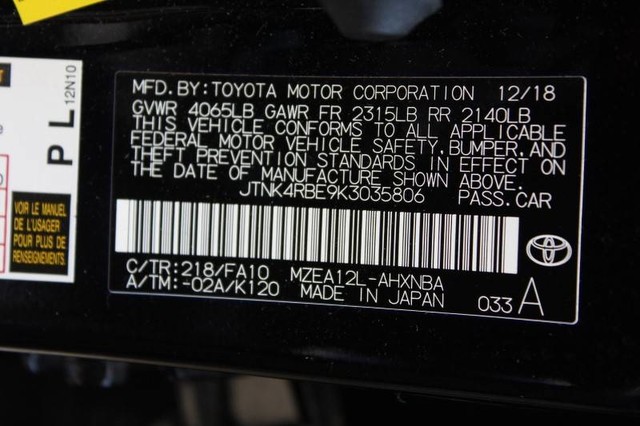 MFD. BY: TOYOTA MOTOR CORPORATION 12/18
GVWR 4065LB GAWR FR 2315LB RR 2140LB
THIS VEHICLE CONFORMS TO ALL APPLICABLE
FEDERAL MOTOR VEHICLE SAFETY, BUMPER, AND
THEFT PREVENTION STANDARDS IN EFFECT ON
THE DATE OF MANUFACTURE SHOWN ABOVE.
JTNK4RBE9K3035806 PASS.CAR
C/TR: 218/FA10 MZEA12L-AHXNBA
A/TM: -02A/K120 MADE IN JAPAN 033 A
PL
12N10
VOIR LE MANUEL
DE L'USAGER
POUR PLUS DE
RENSEIGNEMENTS.